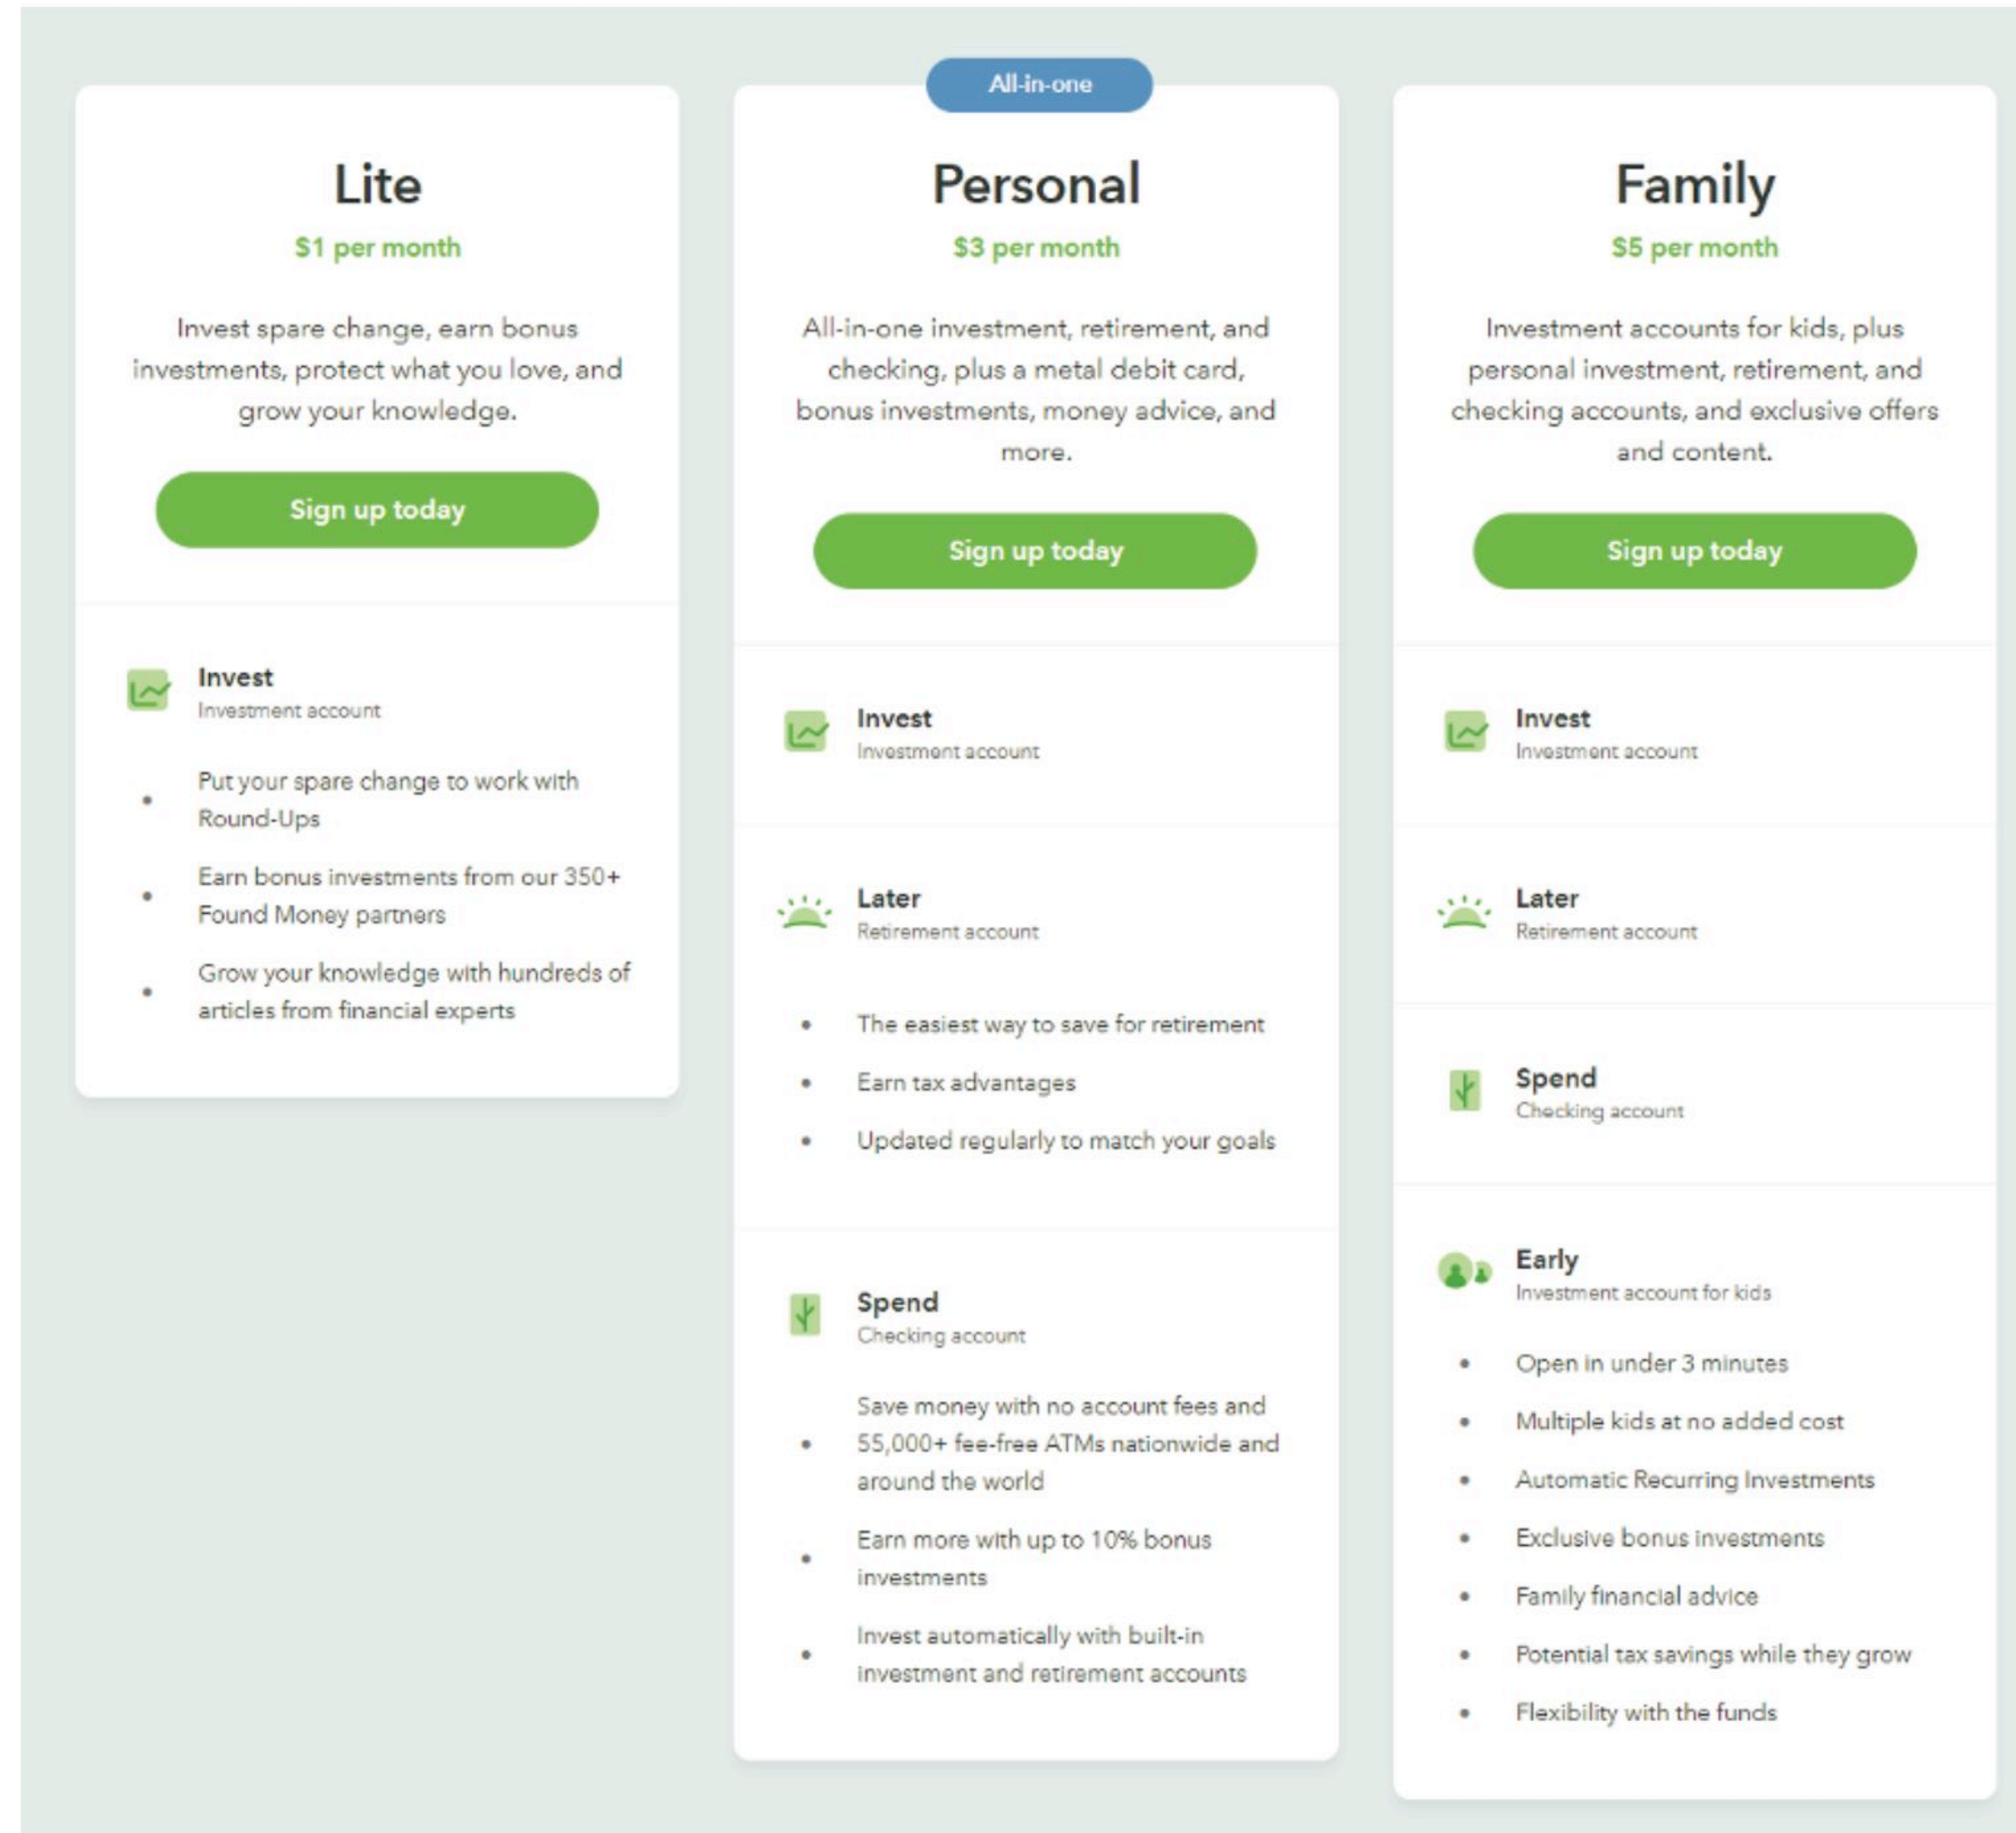 Lite
$1 per month
Invest spare change, earn bonus
investments, protect what you love, and
grow your knowledge.
Sign up today
Invest
Investment account
Put your spare change to work with
Round-Ups
Earn bonus investments from our 350+
Found Money partners
Grow your knowledge with hundreds of
articles from financial experts
All-in-one
Personal
$3 per month
All-in-one investment, retirement, and
checking, plus a metal debit card,
bonus investments, money advice, and
more.
Sign up today
Invest
Investment account
Later
Retirement account
The easiest way to save for retirement
Earn tax advantages
Updated regularly to match your goals
Spend
Checking account
Save money with no account fees and
55,000+ fee-free ATMs nationwide and
around the world
Earn more with up to 10% bonus
investments
Invest automatically with built-in
investment and retirement accounts
Family
$5 per month
Investment accounts for kids, plus
personal investment, retirement, and
checking accounts, and exclusive offers
and content.
Sign up today
Invest
Investment account
Later
Retirement account
Spend
Checking account
Early
Investment account for kids
Open in under 3 minutes
Multiple kids at no added cost
Automatic Recurring Investments
Exclusive bonus investments
Family financial advice
Potential tax savings while they grow
Flexibility with the funds